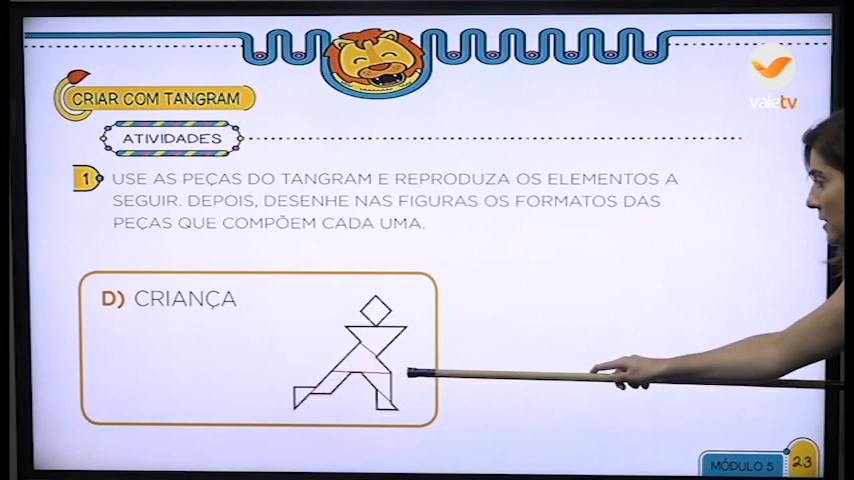 CRIAR COM TANGRAM
valetv
ATIVIDADES
1 USE AS PEÇAS DO TANGRAM E REPRODUZA OS ELEMENTOS A
SEGUIR. DEPOIS, DESENHE NAS FIGURAS OS FORMATOS DAS
PEÇAS QUE COMPÕEM CADA UMA.
D) CRIANÇA
MÓDULO 5 23